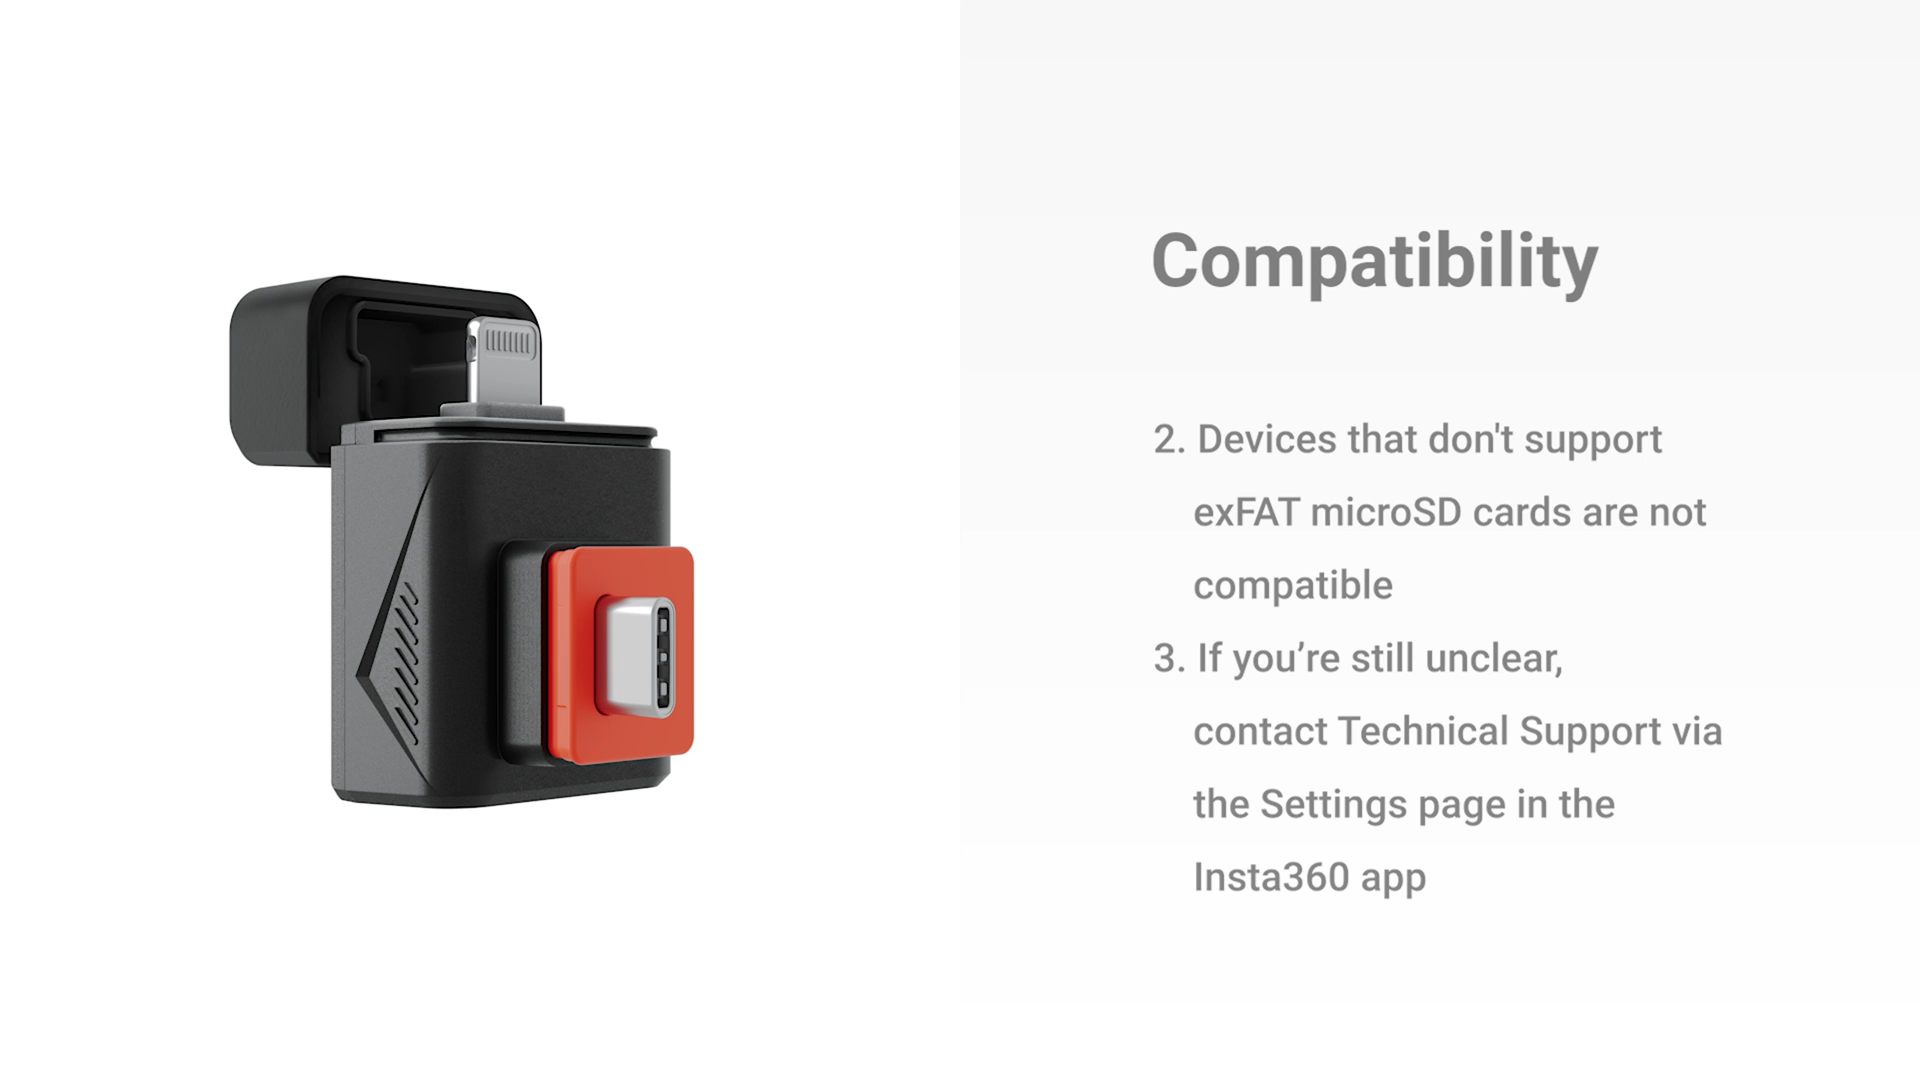 Compatibility
2. Devices that don't support
exFAT microSD cards are not
compatible
3. If you’re still unclear,
contact Technical Support via
the Settings page in the
Insta360 app